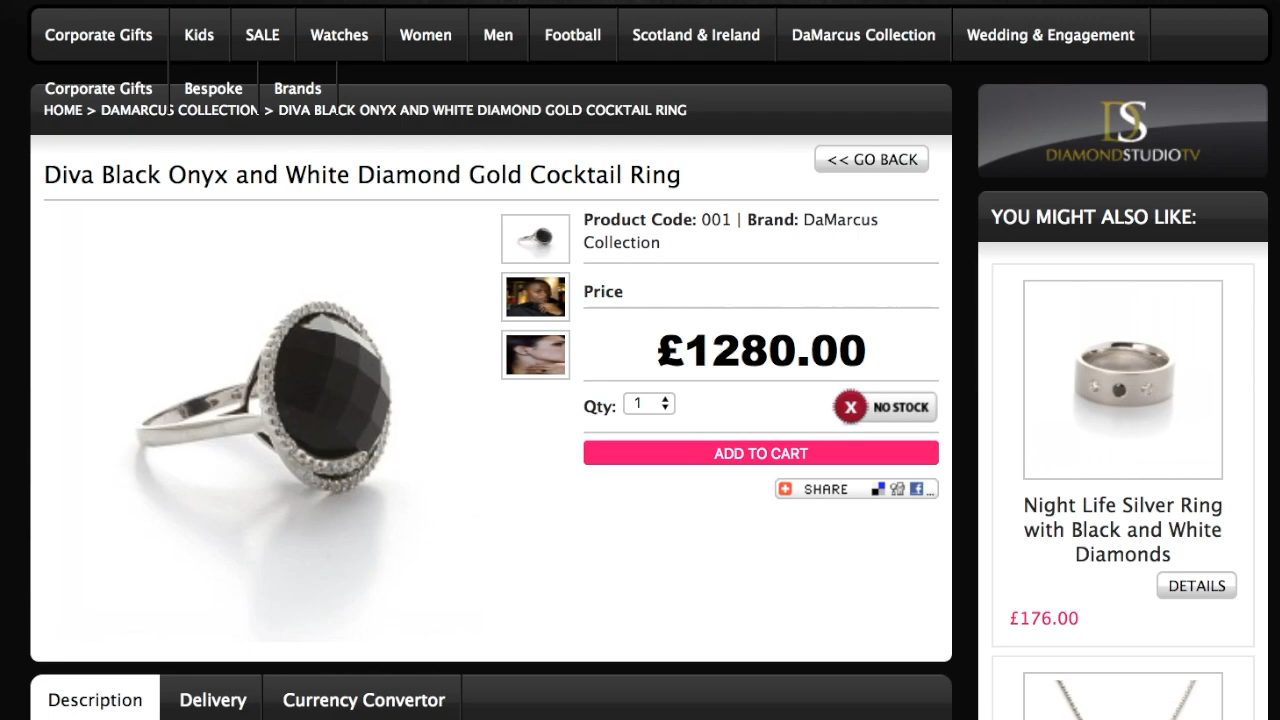 Corporate Gifts Kids SALE Watches Women Men Football Scotland & Ireland DaMarcus Collection Wedding & Engagement
Corporate Gifts Bespoke Brands
HOME > DAMARCUS COLLECTION > DIVA BLACK ONYX AND WHITE DIAMOND GOLD COCKTAIL RING
Diva Black Onyx and White Diamond Gold Cocktail Ring
<< GO BACK
Product Code: 001 | Brand: DaMarcus
Collection
Price
£1280.00
Qty: 1
X NO STOCK
ADD TO CART
SHARE ...
DS
DIAMONDSTUDIOTV
YOU MIGHT ALSO LIKE:
Night Life Silver Ring
with Black and White
Diamonds
DETAILS
£176.00
Description Delivery Currency Convertor